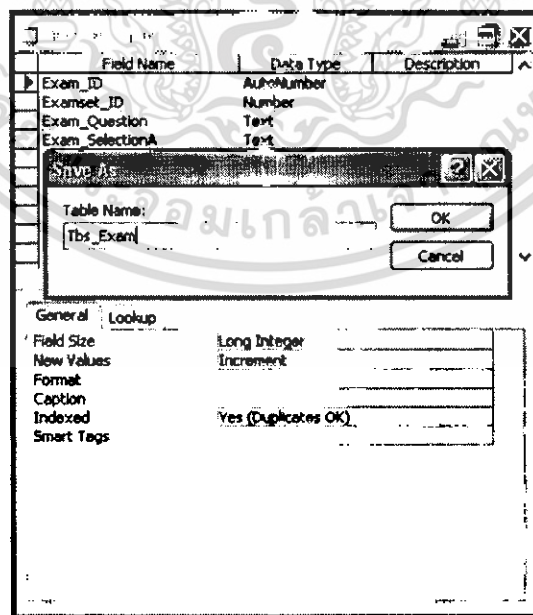 Field Name Data Type Description
Exam_ID AutoNumber
Examset_ID Number
Exam_Question Text
Exam_SelectionA Text
Save As
Table Name:
Tbs_Exam
OK
Cancel
General Lookup
Field Size Long Integer
New Values Increment
Format
Caption
Indexed Yes (Duplicates OK)
Smart Tags